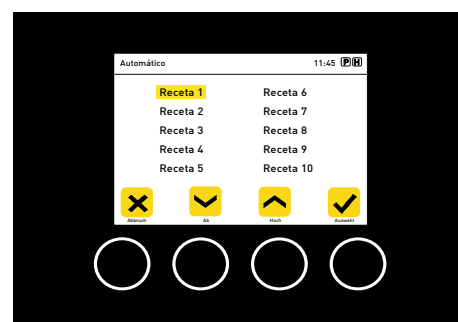 Automático 11:45 P H
Receta 1 Receta 6
Receta 2 Receta 7
Receta 3 Receta 8
Receta 4 Receta 9
Receta 5 Receta 10
Abbruch Ab Hoch Auswahl